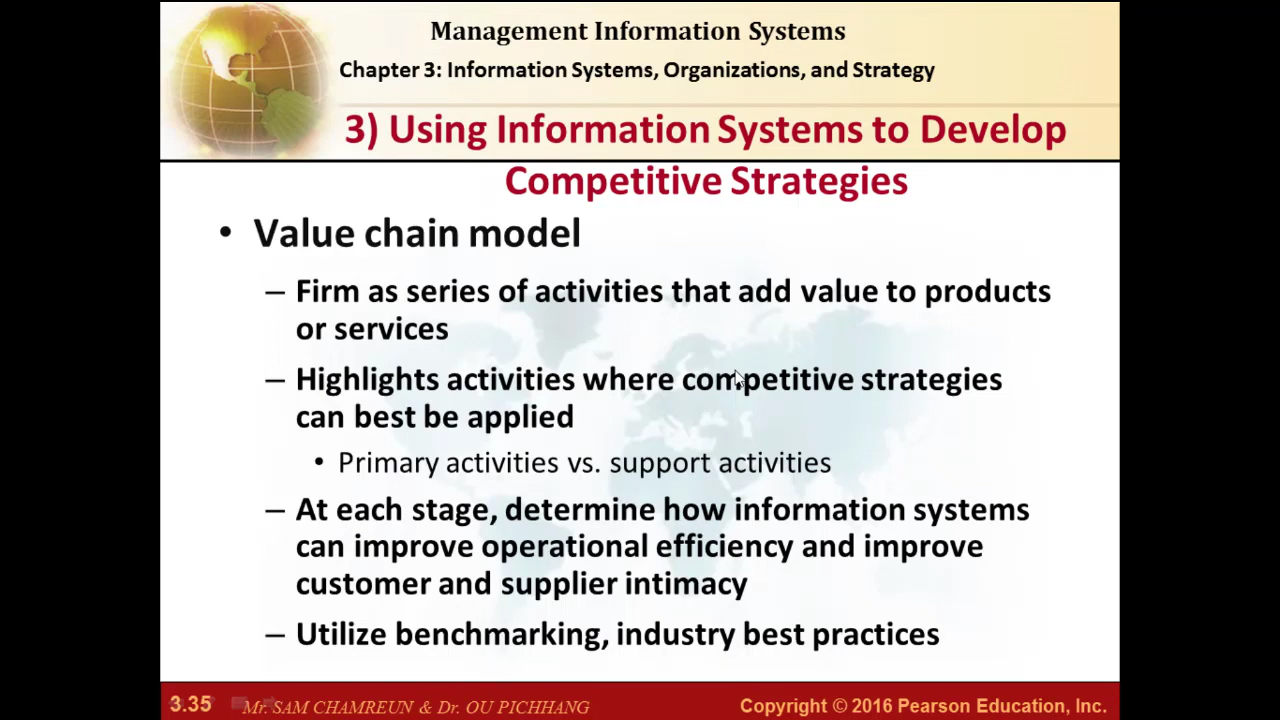 Management Information Systems
Chapter 3: Information Systems, Organizations, and Strategy
3) Using Information Systems to Develop
Competitive Strategies
• Value chain model
– Firm as series of activities that add value to products
or services
– Highlights activities where competitive strategies
can best be applied
• Primary activities vs. support activities
– At each stage, determine how information systems
can improve operational efficiency and improve
customer and supplier intimacy
– Utilize benchmarking, industry best practices
3.35
Mr. SAM CHAMREUN & Dr. OU PICHHANG
Copyright © 2016 Pearson Education, Inc.